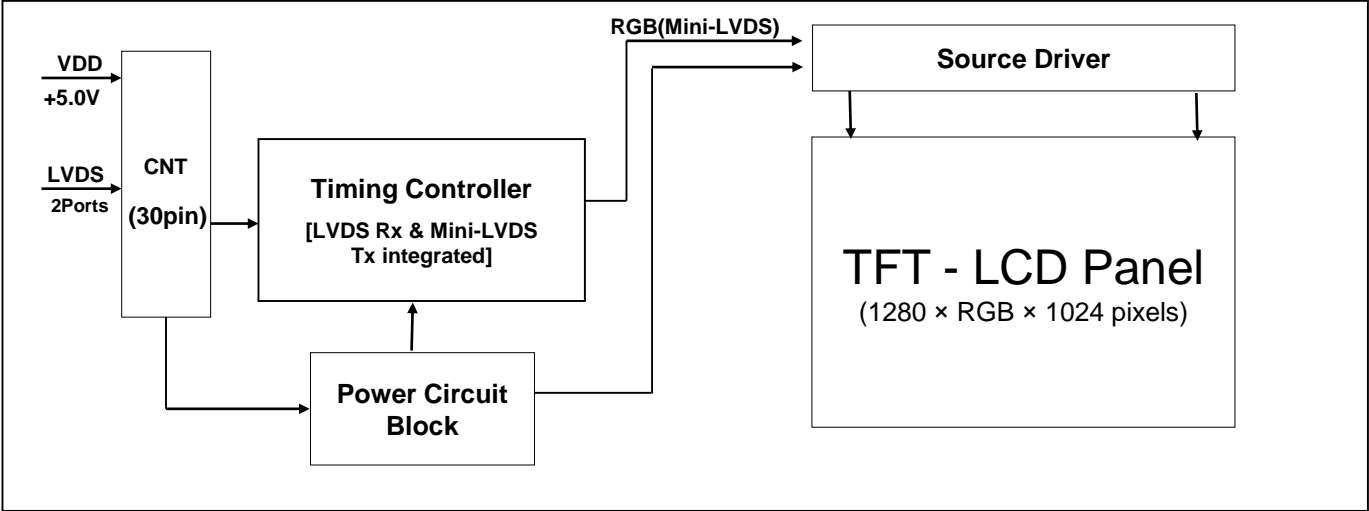 RGB(Mini-LVDS)
VDD
+5.0V
LVDS
2Ports
CNT
(30pin)
Timing Controller
[LVDS Rx & Mini-LVDS
Tx integrated]
Power Circuit
Block
Source Driver
TFT - LCD Panel
(1280 × RGB × 1024 pixels)